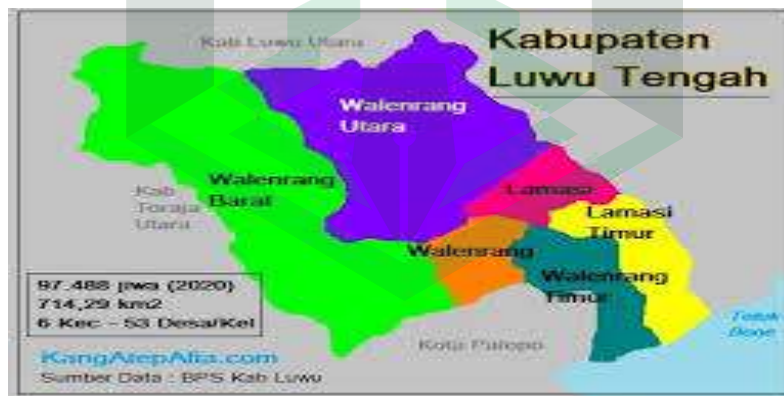 Kab Luwu Utara
Kabupaten
Luwu Tengah
Walenrang
Utara
Walenrang
Barat
Kab
Toraja
Utara
Lamasi
Lamasi
Timur
Walenrang
Walenrang
Timur
97.488 jiwa (2020)
714,29 km2
6 Kec - 53 Desa/Kel
Kota Palopo
Teluk
Bone
KangAtepAfia.com
Sumber Data : BPS Kab Luwu